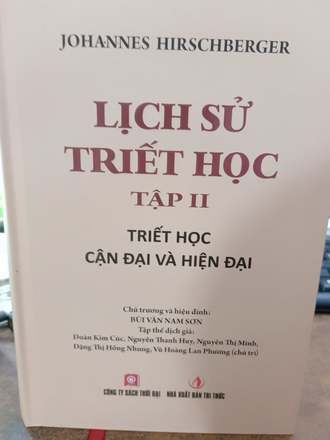 JOHANNES HIRSCHBERGER
LỊCH SỬ
TRIẾT HỌC
TẬP II
TRIẾT HỌC
CẬN ĐẠI VÀ HIỆN ĐẠI
Chủ trương và hiệu đính:
BÙI VĂN NAM SƠN
Tập thể dịch giả:
Đoàn Kim Cúc, Nguyễn Thanh Huy, Nguyễn Thị Minh,
Đặng Thị Hồng Nhung, Vũ Hoàng Lan Phương (chủ trì)
CÔNG TY SÁCH THỜI ĐẠI NHÀ XUẤT BẢN TRI THỨC